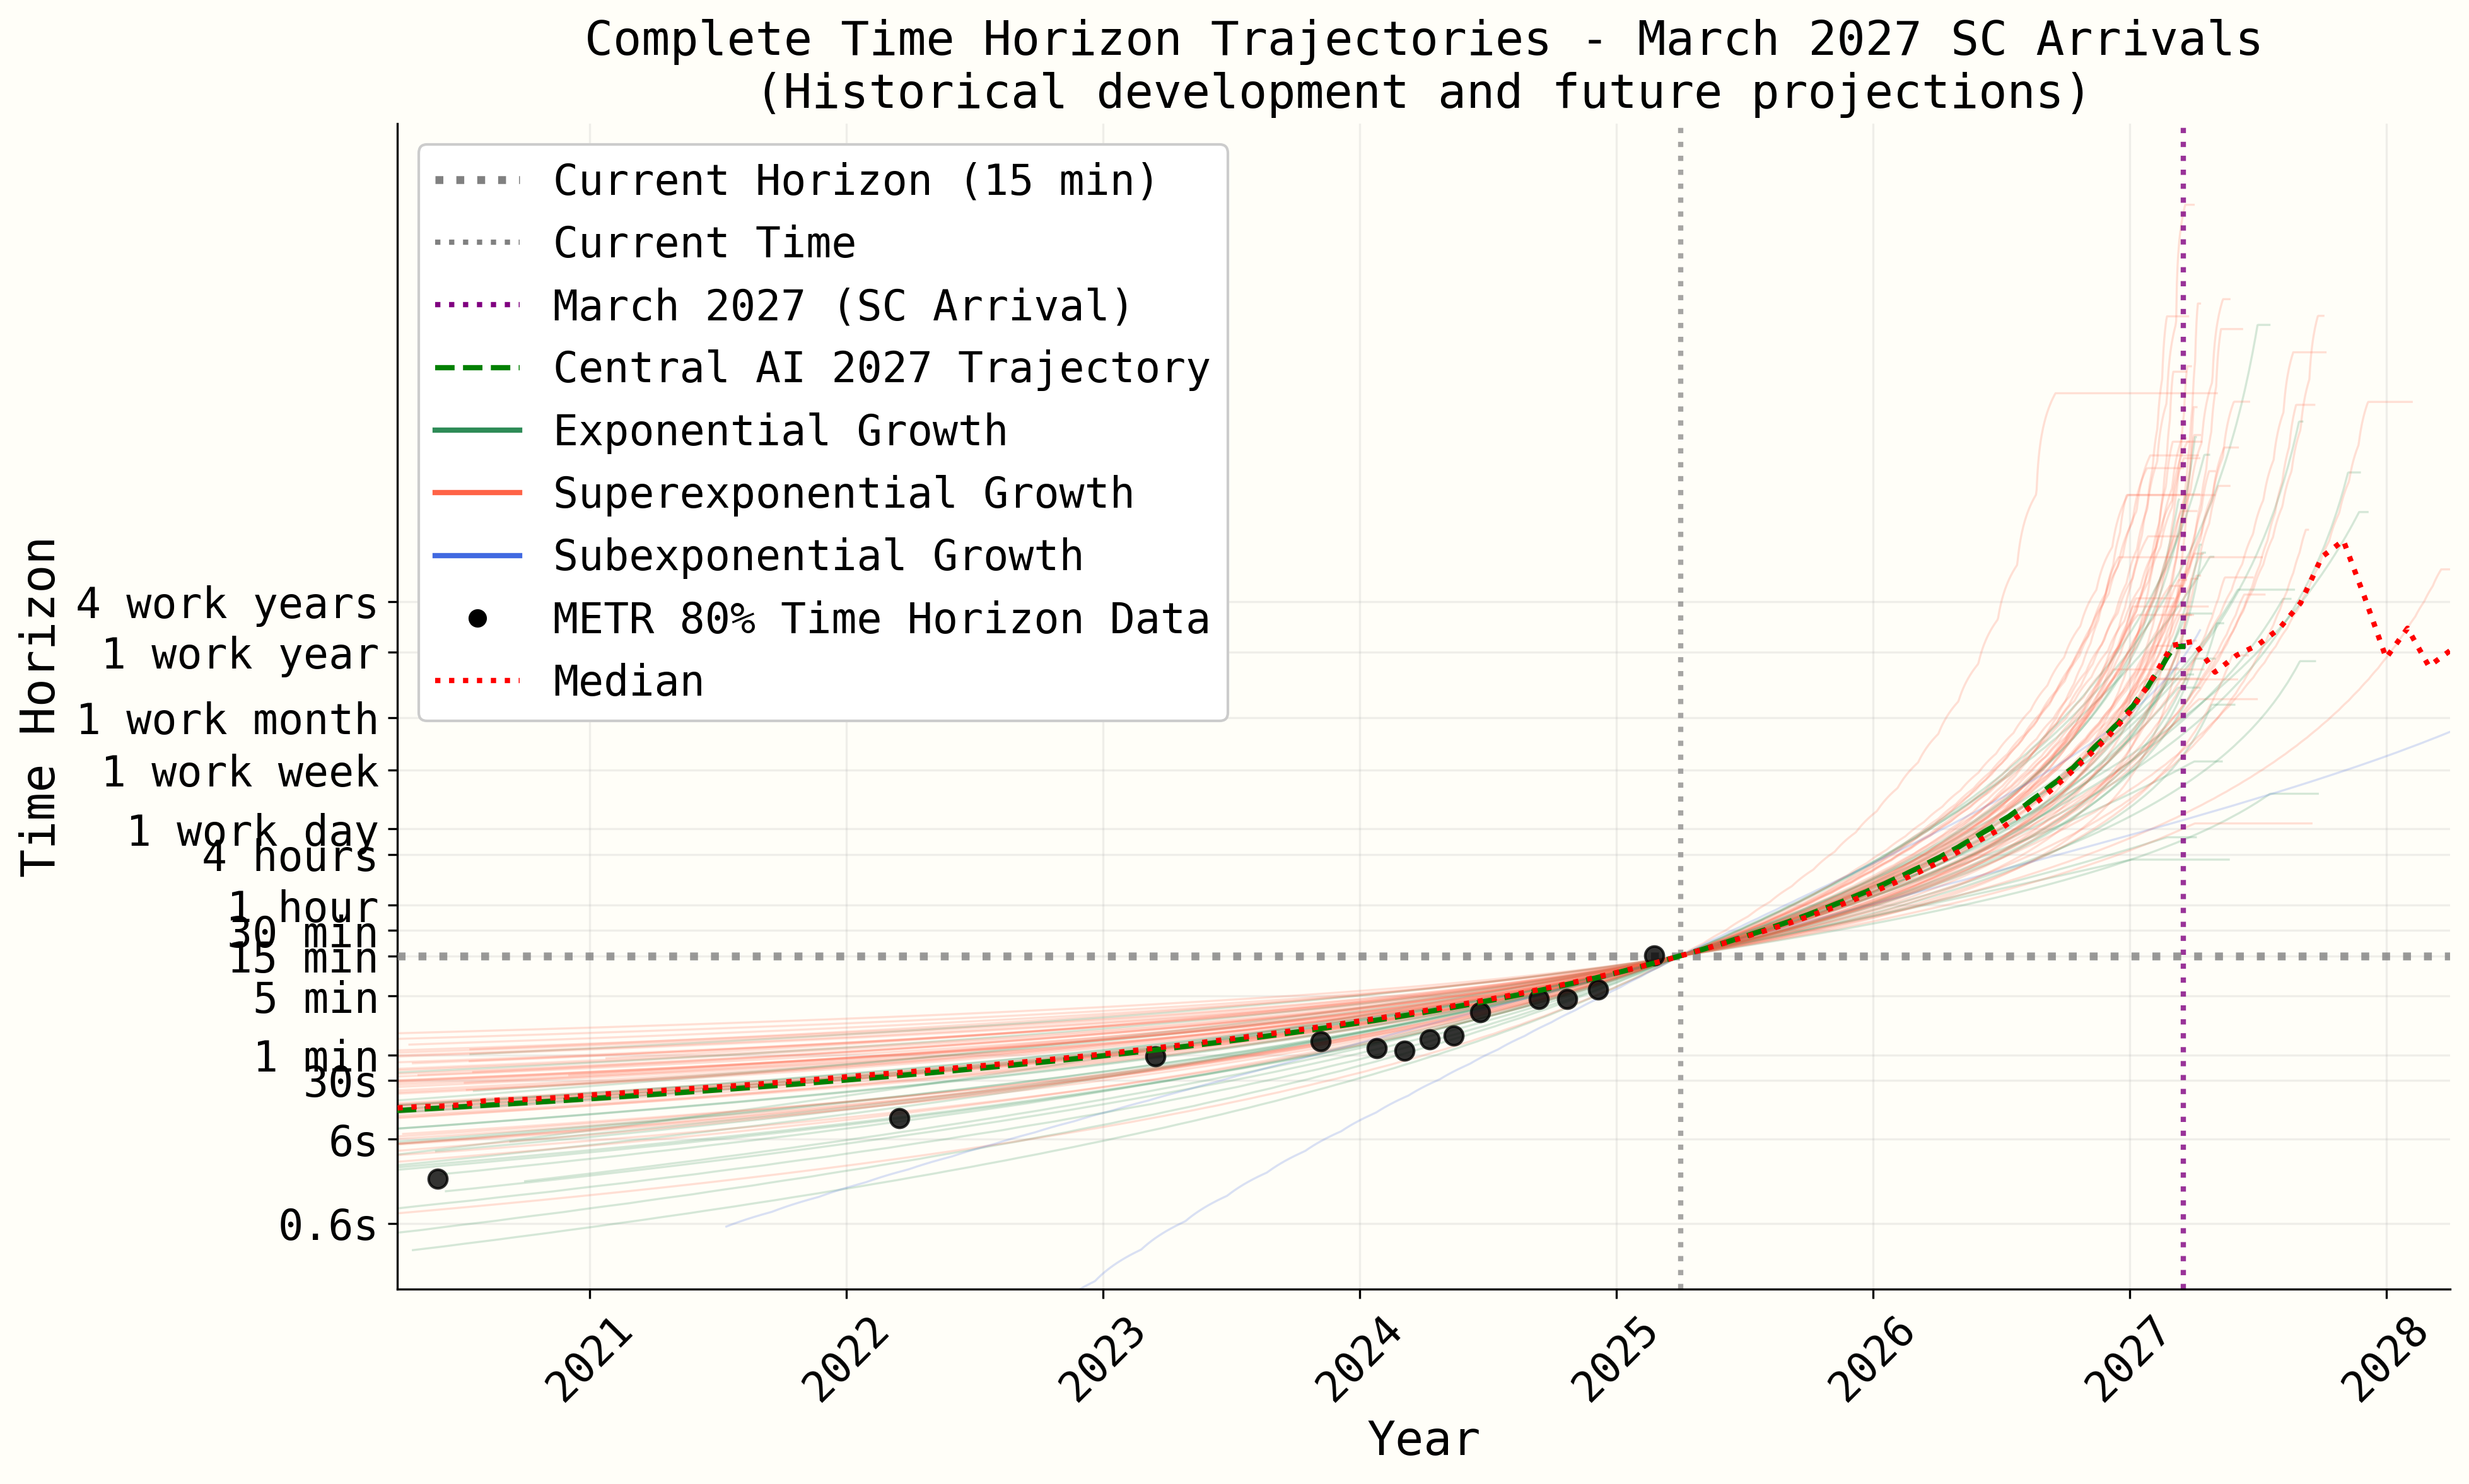 Complete Time Horizon Trajectories - March 2027 SC Arrivals
(Historical development and future projections)
Current Horizon (15 min)
Current Time
March 2027 (SC Arrival)
Central AI 2027 Trajectory
Exponential Growth
Superexponential Growth
Subexponential Growth
METR 80% Time Horizon Data
Median
Time Horizon
4 work years
1 work year
1 work month
1 work week
1 work day
4 hours
1 hour
30 min
15 min
5 min
1 min
30s
6s
0.6s
2021
2022
2023
2024
2025
2026
2027
2028
Year